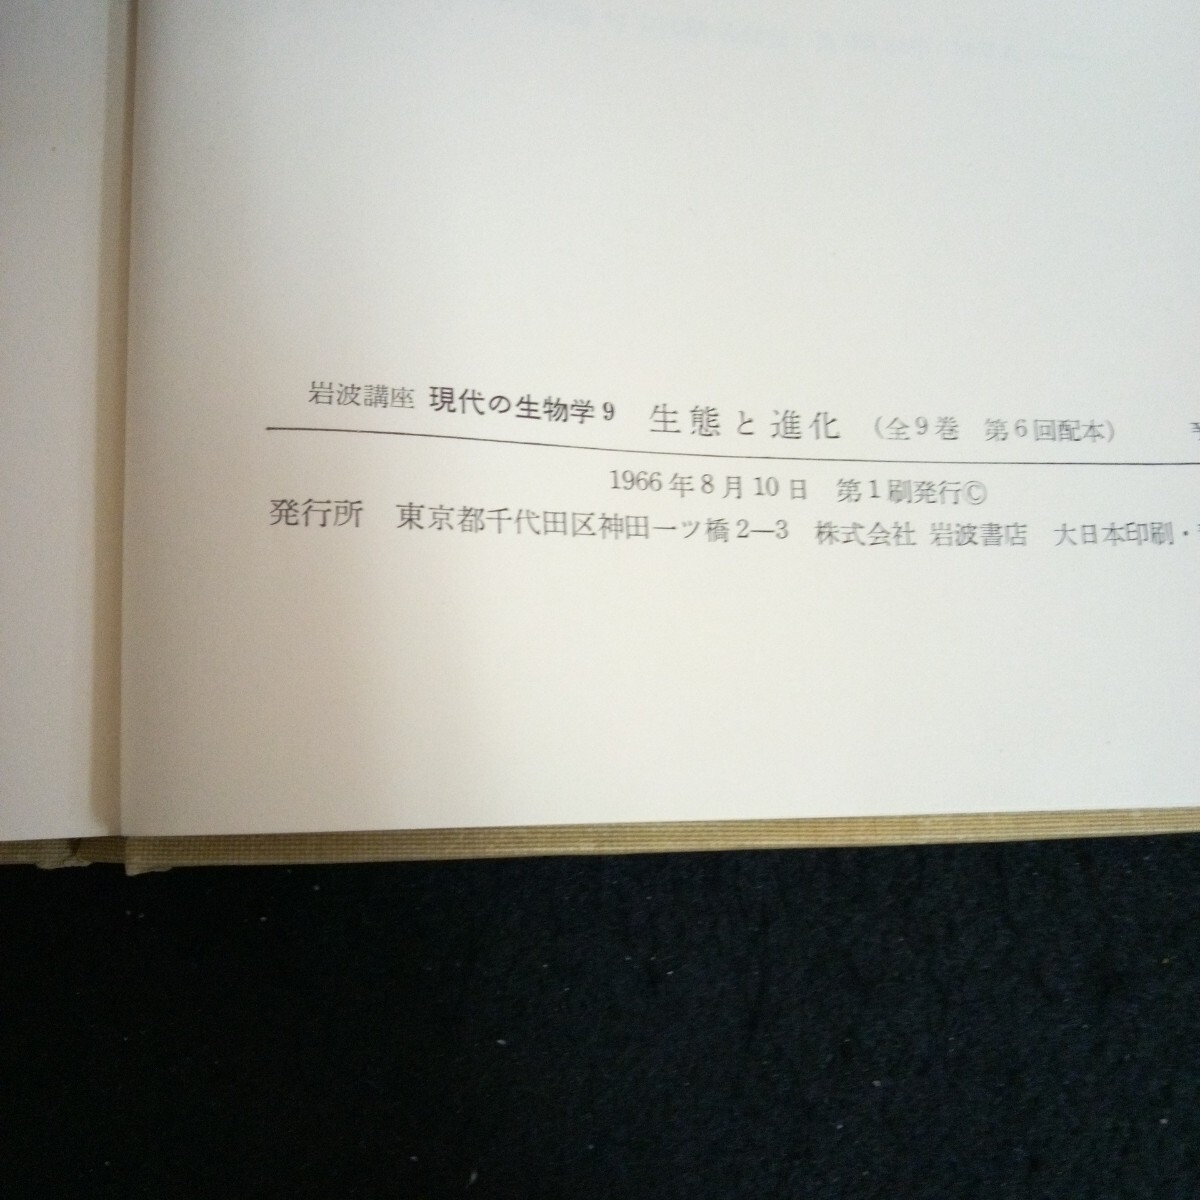 岩波講座 現代の生物学9 生態と進化 (全9巻 第6回配本)
1966年8月10日 第1刷発行©
発行所 東京都千代田区神田一ツ橋2―3 株式会社 岩波書店 大日本印刷・